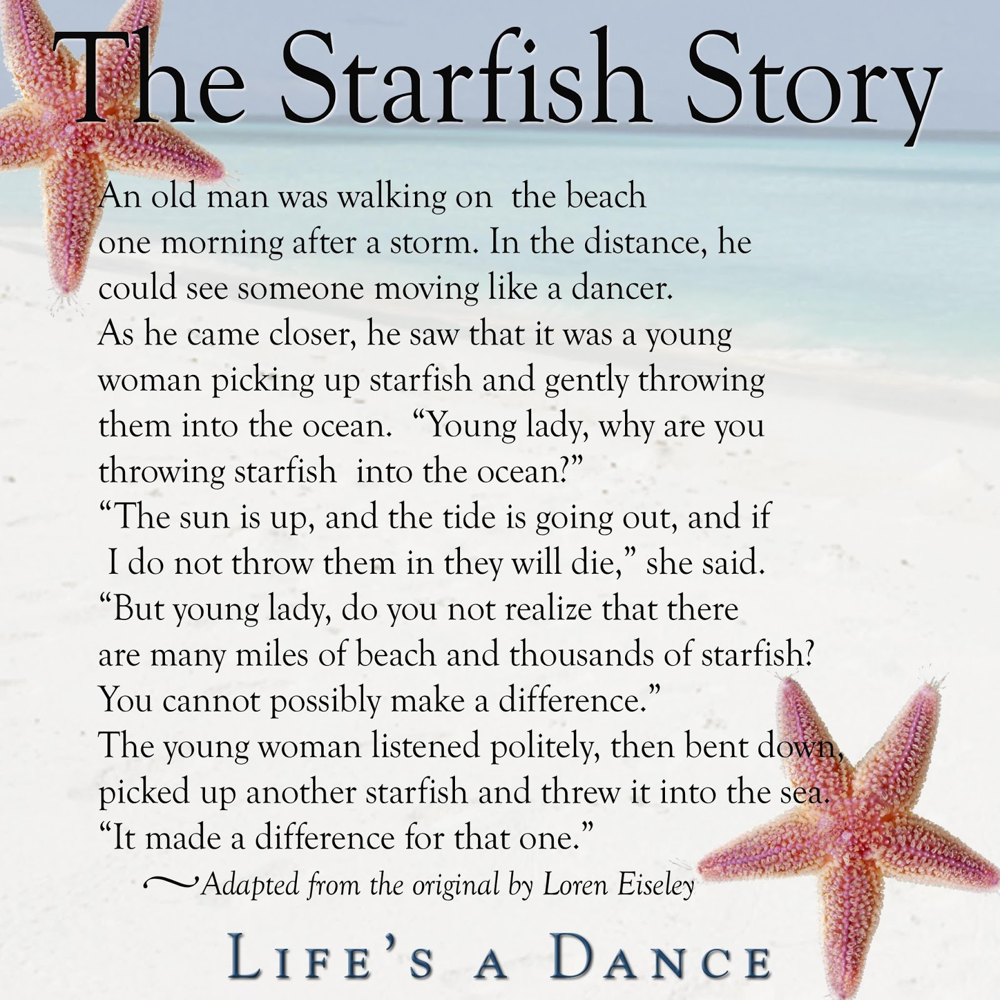 The Starfish Story
An old man was walking on  the beach
one morning after a storm. In the distance, he
could see someone moving like a dancer.
As he came closer, he saw that it was a young
woman picking up starfish and gently throwing
them into the ocean.  “Young lady, why are you
throwing starfish  into the ocean?”
“The sun is up, and the tide is going out, and if
I do not throw them in they will die,” she said.
“But young lady, do you not realize that there
are many miles of beach and thousands of starfish?
You cannot possibly make a difference.”
The young woman listened politely, then bent down,
picked up another starfish and threw it into the sea.
“It made a difference for that one.”
~Adapted from the original by Loren Eiseley
LIFE’S A DANCE